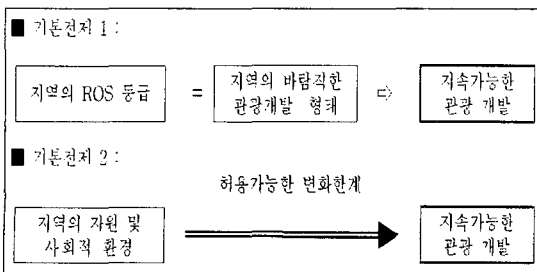 ■ 기본전제 1 :
지역의 ROS 등급 = 지역의 바람직한 관광개발 형태 ⇨ 지속가능한 관광 개발
■ 기본전제 2 :
허용가능한 변화한계
지역의 자원 및 사회적 환경
지속가능한 관광 개발